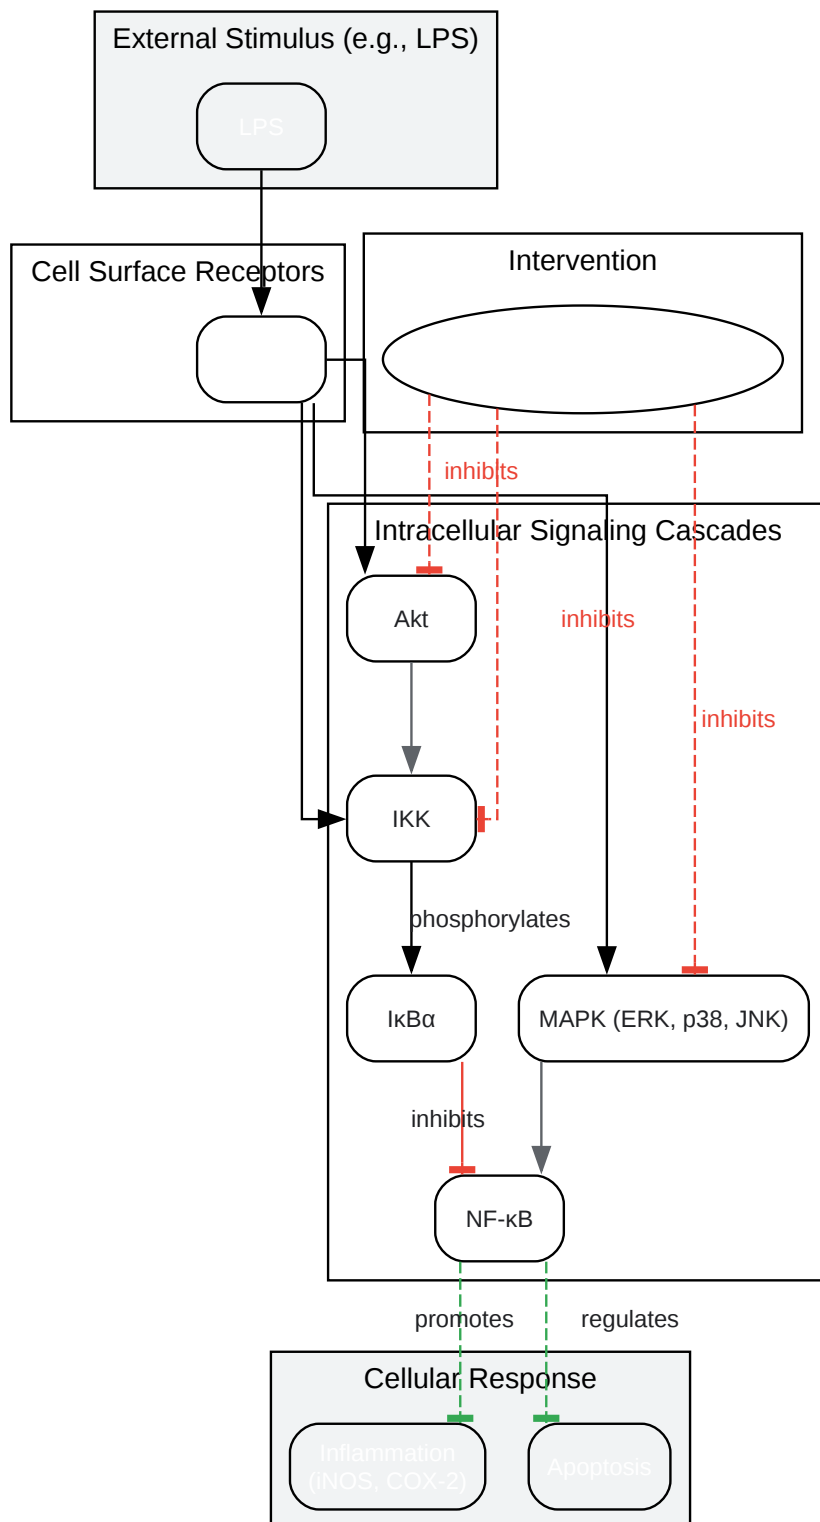 External Stimulus (e.g., LPS)
LPS
Cell Surface Receptors
Intervention
inhibits
Intracellular Signaling Cascades
Akt
inhibits
inhibits
IKK
phosphorylates
IκBα
MAPK (ERK, p38, JNK)
inhibits
NF-κB
promotes
regulates
Cellular Response
Inflammation
(iNOS, COX-2)
Apoptosis